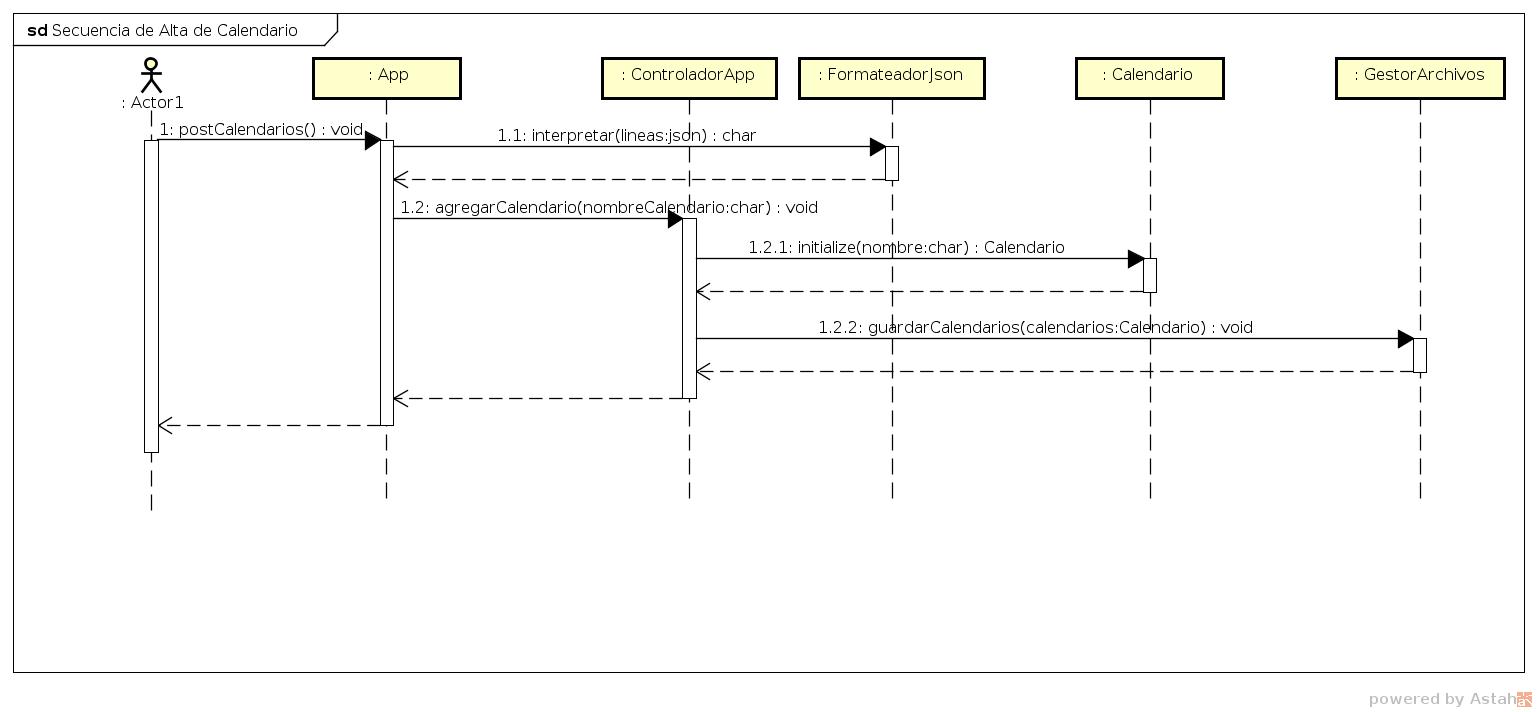 sd Secuencia de Alta de Calendario
: Actor1
: App
: ControladorApp
: FormateadorJson
: Calendario
: GestorArchivos
1: postCalendarios() : void
1.1: interpretar(lineas:json) : char
1.2: agregarCalendario(nombreCalendario:char) : void
1.2.1: initialize(nombre:char) : Calendario
1.2.2: guardarCalendarios(calendarios:Calendario) : void
powered by Astah